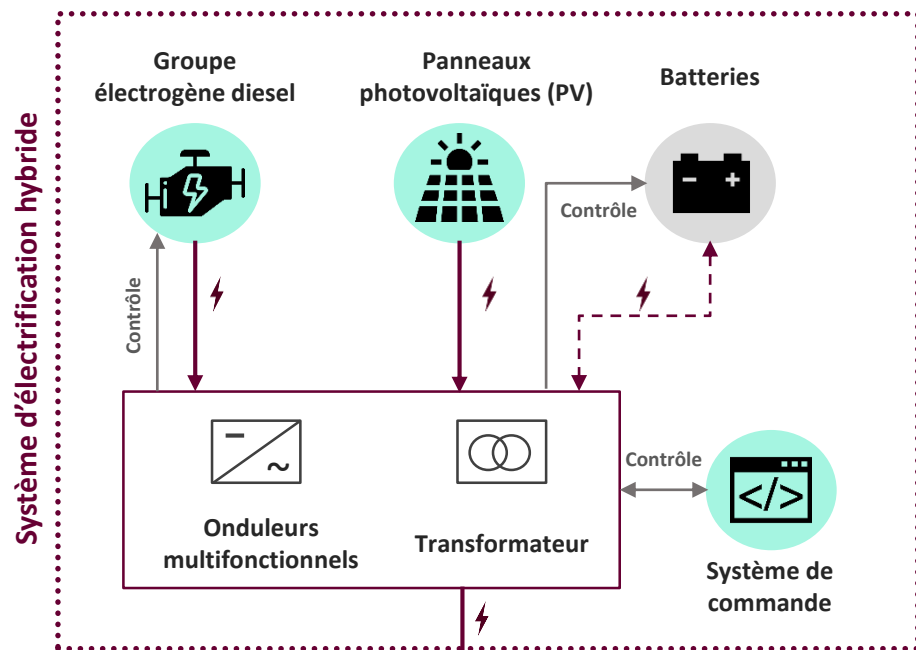 Système d'électrification hybride
Groupe
électrogène diesel
Panneaux
photovoltaïques (PV)
Batteries
Contrôle
Contrôle
Contrôle
</>
Onduleurs
multifonctionnels
Transformateur
Système de
commande